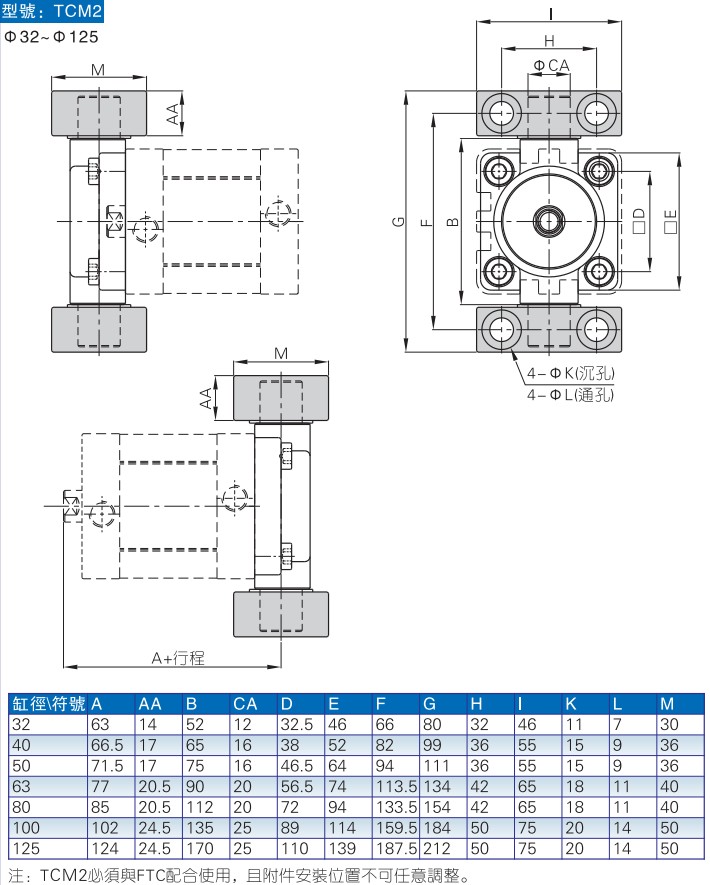 型號：TCM2
Φ32~Φ125
M
AA
I
H
ΦCA
G
F
B
□D
□E
4-ΦK(沉孔)
4-ΦL(通孔)
M
AA
A+行程
缸徑\符號 A AA B CA D E F G H I K L M
32 63 14 52 12 32.5 46 66 80 32 46 11 7 30
40 66.5 17 65 16 38 52 82 99 36 55 15 9 36
50 71.5 17 75 16 46.5 64 94 111 36 55 15 9 36
63 77 20.5 90 20 56.5 74 113.5 134 42 65 18 11 40
80 85 20.5 112 20 72 94 133.5 154 42 65 18 11 40
100 102 24.5 135 25 89 114 159.5 184 50 75 20 14 50
125 124 24.5 170 25 110 139 187.5 212 50 75 20 14 50
注：TCM2必須與FTC配合使用，且附件安裝位置不可任意調整。